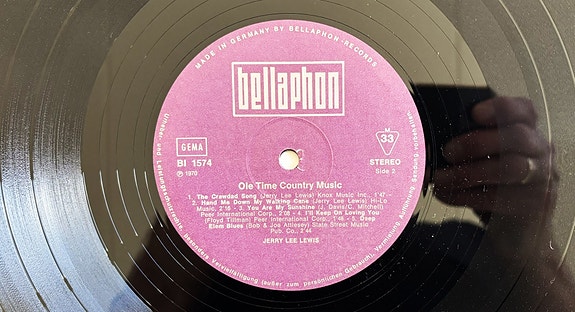 MADE IN GERMANY BY BELLAPHON-RECORDS
bellaphon
GEMA
BI 1574
Ⓟ 1970
M
33
STEREO
Side 2
Ole Time Country Music
1. The Crawdad Song (Jerry Lee Lewis) Knox Music Inc., 1'47 –
2. Hand Me Down My Walking Cane (Jerry Lee Lewis) Hi-Lo
Music, 2'16 – 3. You Are My Sunshine (J. Davis/C. Mitchell)
Peer International Corp., 2'08 – 4. I'll Keep On Loving You
(Floyd Tillman) Peer International Corp., 1'48 – 5. Deep
Elem Blues (Bob & Joe Attlesey) State Street Music
Pub. Co., 2'44
JERRY LEE LEWIS